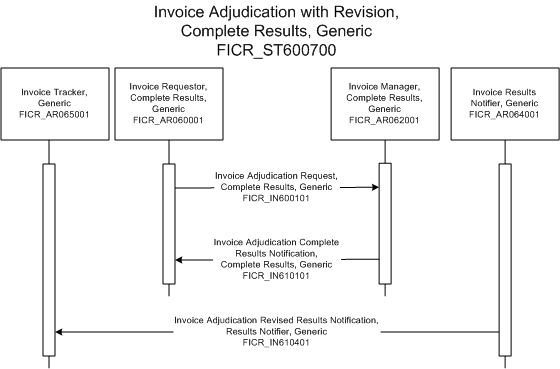 Invoice Adjudication with Revision,
Complete Results, Generic
FICR_ST600700
Invoice Tracker,
Generic
FICR_AR065001
Invoice Requestor,
Complete Results,
Generic
FICR_AR060001
Invoice Manager,
Complete Results,
Generic
FICR_AR062001
Invoice Results
Notifier, Generic
FICR_AR064001
Invoice Adjudication Request,
Complete Results, Generic
FICR_IN600101
Invoice Adjudication Complete
Results Notification,
Complete Results, Generic
FICR_IN610101
Invoice Adjudication Revised Results Notification,
Results Notifier, Generic
FICR_IN610401